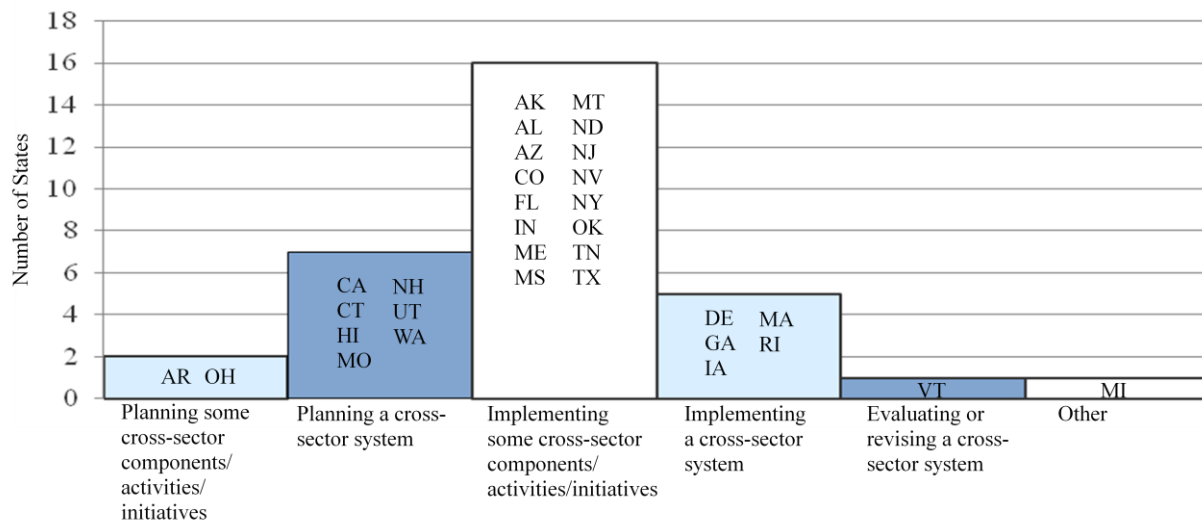 18
16
14
12
10
8
6
4
2
0
Number of States
AR OH
CA NH
CT UT
HI WA
MO
AK MT
AL ND
AZ NJ
CO NV
FL NY
IN OK
ME TN
MS TX
DE MA
GA RI
IA
VT
MI
Planning some
cross-sector
components/
activities/
initiatives
Planning a cross-
sector system
Implementing
some cross-sector
components/
activities/initiatives
Implementing
a cross-sector
system
Evaluating or
revising a cross-
sector system
Other